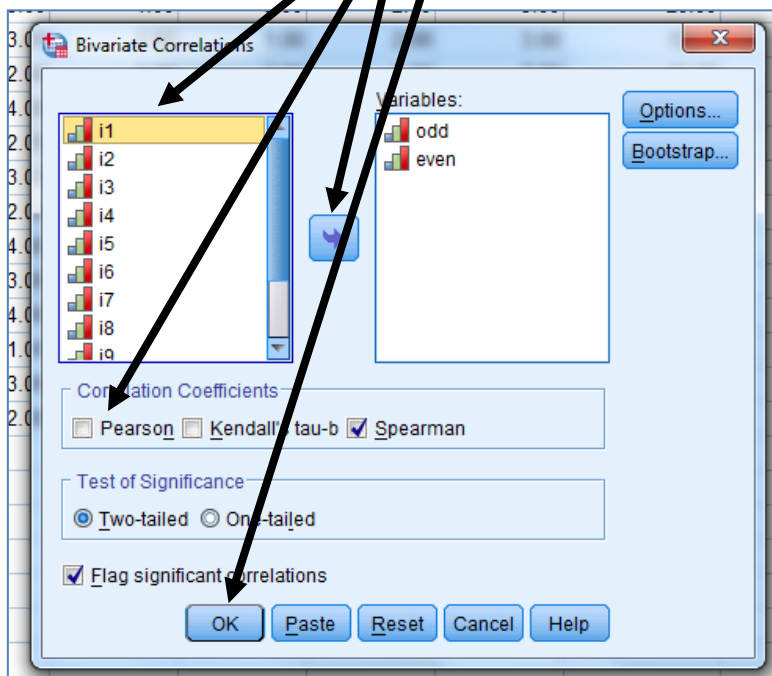 Bivariate Correlations
Variables:
i1
i2
i3
i4
i5
i6
i7
i8
i9
odd
even
Options...
Bootstrap...
Correlation Coefficients
Pearson Kendall's tau-b Spearman
Test of Significance
Two-tailed One-tailed
Flag significant correlations
OK Paste Reset Cancel Help